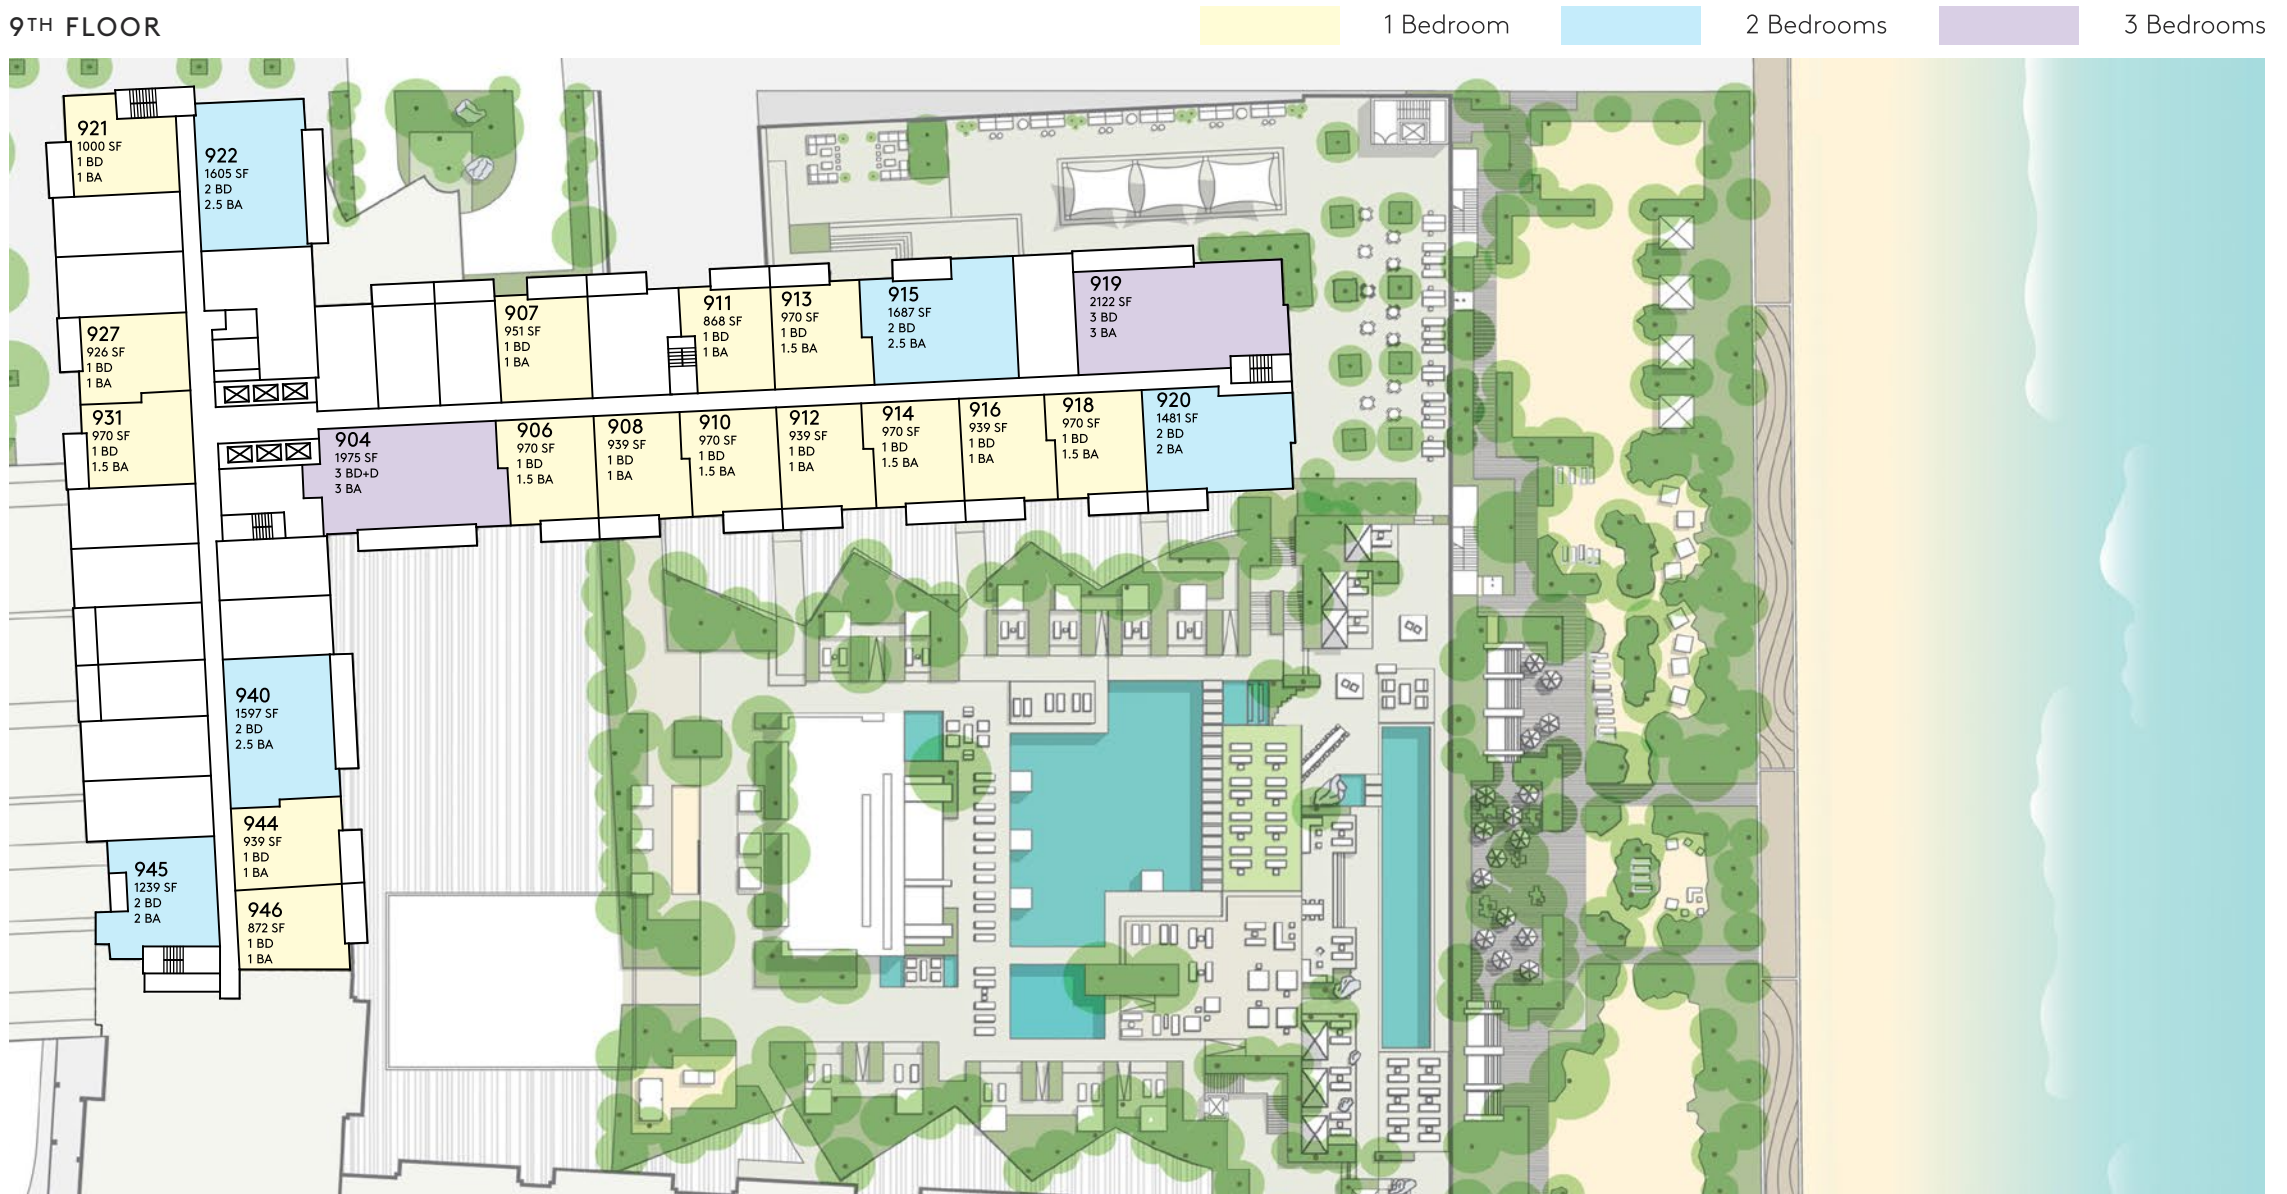 9TH FLOOR
1 Bedroom
2 Bedrooms
3 Bedrooms
921
1000 SF
1 BD
1 BA
922
1605 SF
2 BD
2.5 BA
927
926 SF
1 BD
1 BA
931
970 SF
1 BD
1.5 BA
907
951 SF
1 BD
1 BA
911
868 SF
1 BD
1 BA
913
970 SF
1 BD
1.5 BA
915
1687 SF
2 BD
2.5 BA
919
2122 SF
3 BD
3 BA
904
1975 SF
3 BD+D
3 BA
906
970 SF
1 BD
1.5 BA
908
939 SF
1 BD
1 BA
910
970 SF
1 BD
1.5 BA
912
939 SF
1 BD
1 BA
914
970 SF
1 BD
1.5 BA
916
939 SF
1 BD
1 BA
918
970 SF
1 BD
1.5 BA
920
1481 SF
2 BD
2 BA
940
1597 SF
2 BD
2.5 BA
944
939 SF
1 BD
1 BA
945
1239 SF
2 BD
2 BA
946
872 SF
1 BD
1 BA